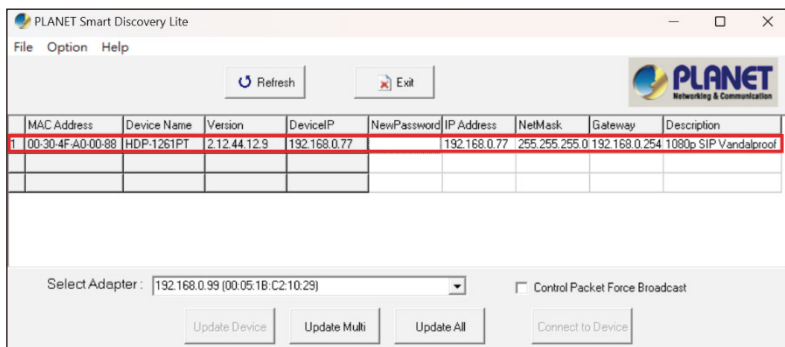 PLANET Smart Discovery Lite
File Option Help
Refresh Exit
PLANET
Networking & Communication
MAC Address Device Name Version DeviceIP NewPassword IP Address NetMask Gateway Description
1 00-30-4F-A0-00-88 HDP-1261PT 2.12.44.12.9 192.168.0.77 192.168.0.77 255.255.255.0 192.168.0.254 1080p SIP Vandalproof
Select Adapter : 192.168.0.99 (00:05:1B:C2:10:29) Control Packet Force Broadcast
Update Device Update Multi Update All Connect to Device